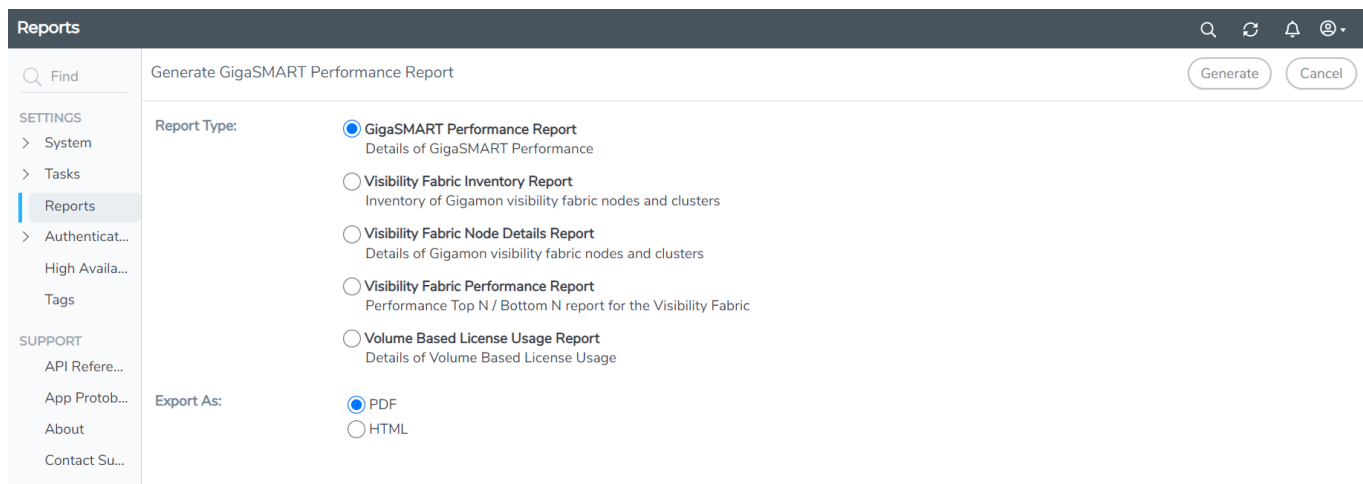 Reports
Find
Generate GigaSMART Performance Report
Generate
Cancel
SETTINGS
System
Tasks
Reports
Authenticat...
High Availa...
Tags
SUPPORT
API Refere...
App Protob...
About
Contact Su...
Report Type:
GigaSMART Performance Report
Details of GigaSMART Performance
Visibility Fabric Inventory Report
Inventory of Gigamon visibility fabric nodes and clusters
Visibility Fabric Node Details Report
Details of Gigamon visibility fabric nodes and clusters
Visibility Fabric Performance Report
Performance Top N / Bottom N report for the Visibility Fabric
Volume Based License Usage Report
Details of Volume Based License Usage
Export As:
PDF
HTML